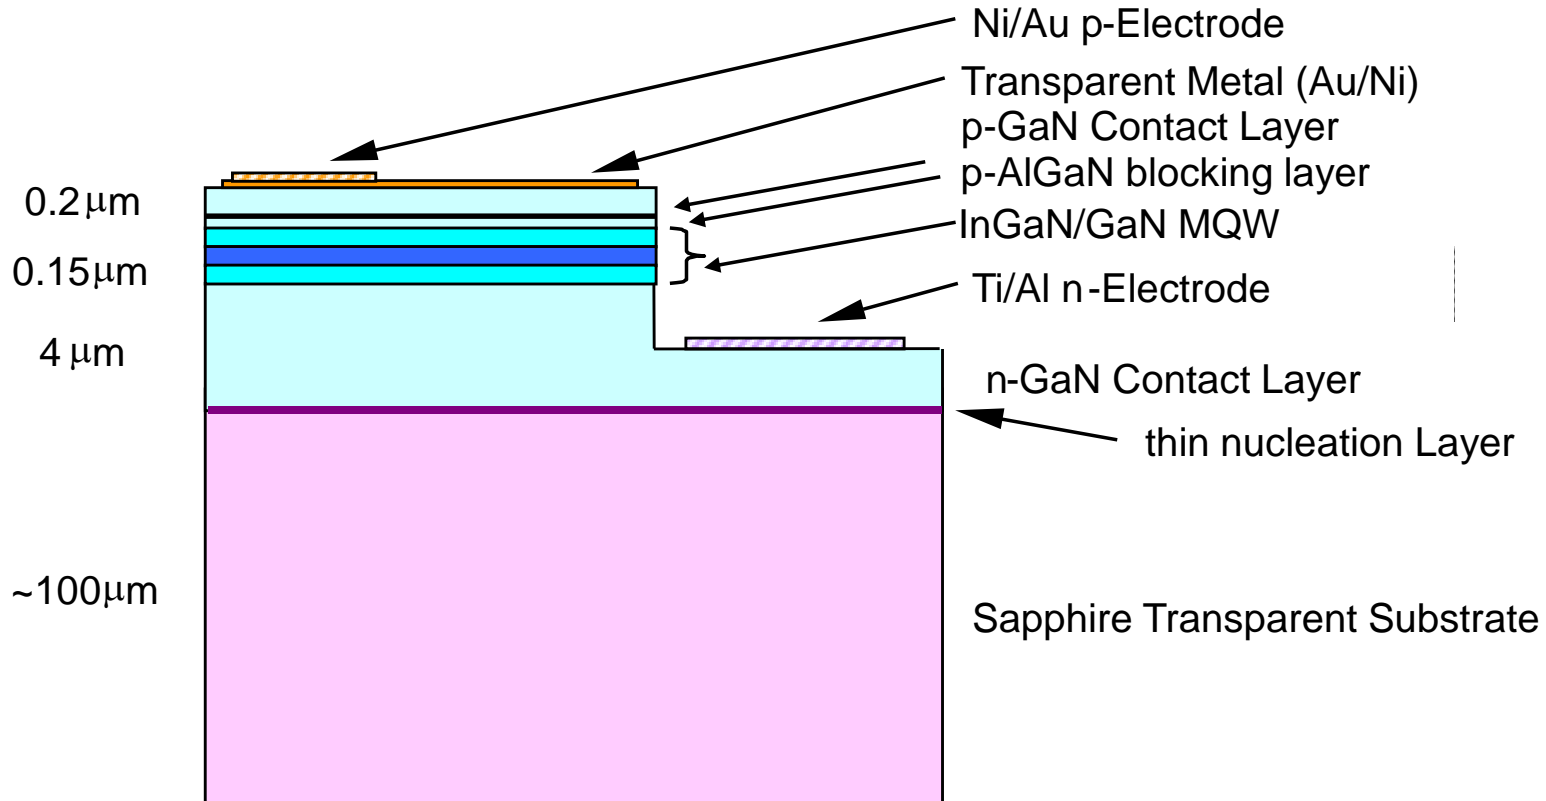 Ni/Au p-Electrode
Transparent Metal (Au/Ni)
p-GaN Contact Layer
p-AlGaN blocking layer
0.2μm
InGaN/GaN MQW
0.15μm
Ti/Al n-Electrode
4 μm
n-GaN Contact Layer
thin nucleation Layer
~100μm
Sapphire Transparent Substrate